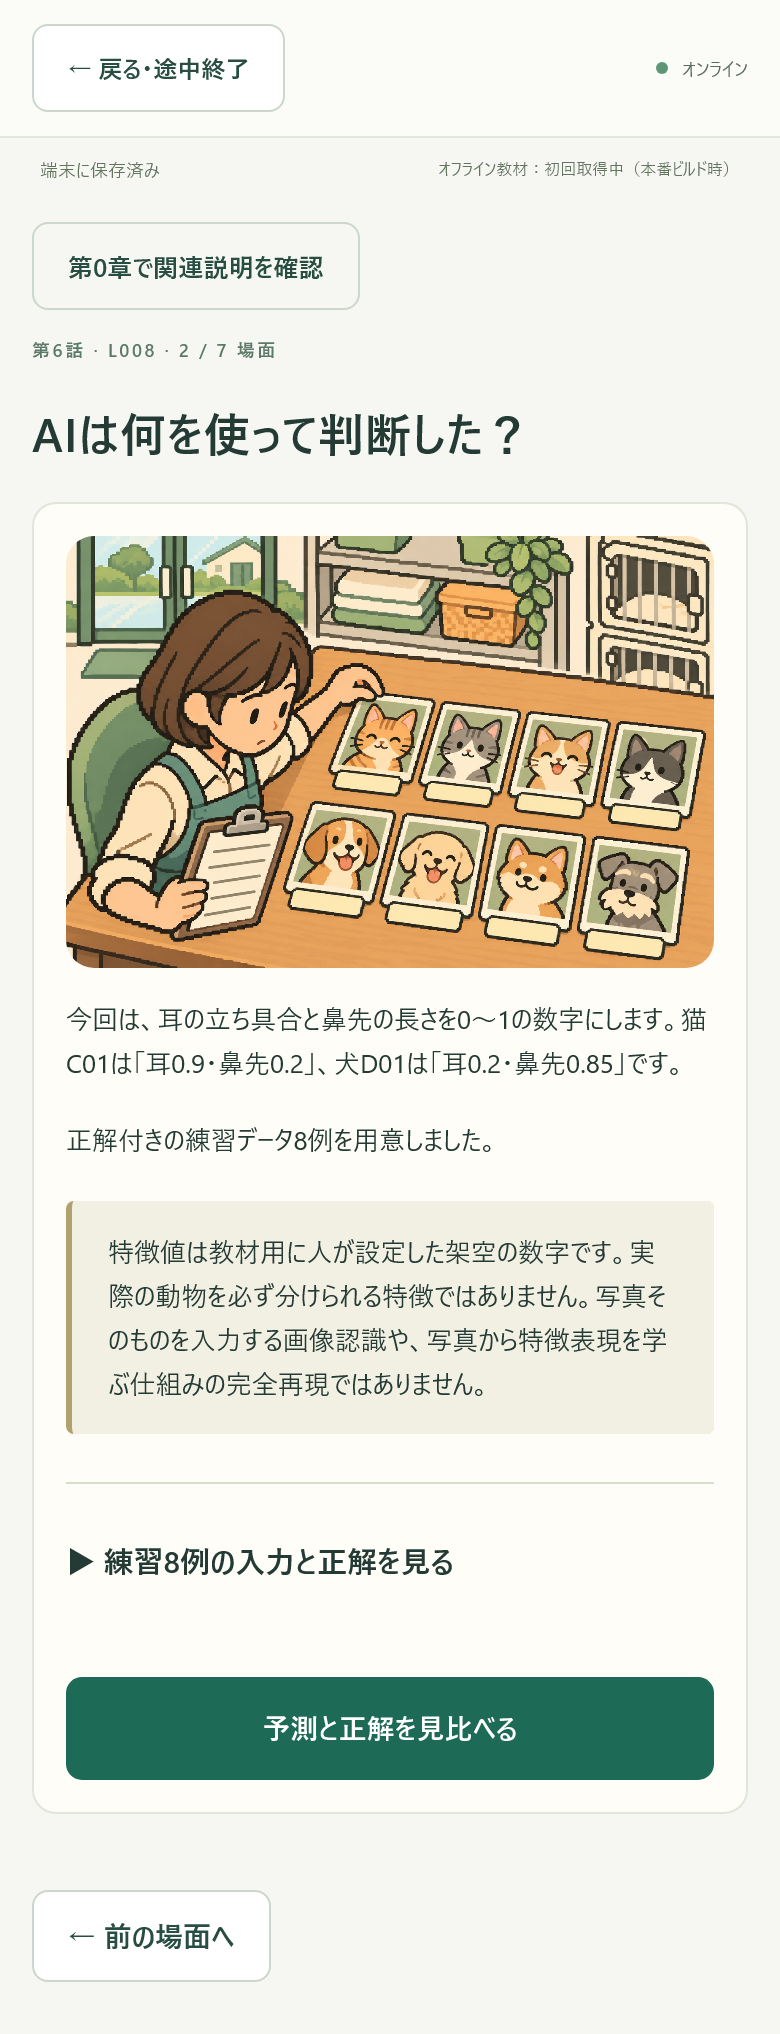 ← 戻る・途中終了
オンライン
端末に保存済み
オフライン教材：初回取得中（本番ビルド時）
第0章で関連説明を確認
第6話 · L008 · 2 / 7 場面
AIは何を使って判断した？
今回は、耳の立ち具合と鼻先の長さを0〜1の数字にします。猫
C01は「耳0.9・鼻先0.2」、犬D01は「耳0.2・鼻先0.85」です。
正解付きの練習データ8例を用意しました。
特徴値は教材用に人が設定した架空の数字です。実
際の動物を必ず分けられる特徴ではありません。写真そ
のものを入力する画像認識や、写真から特徴表現を学
ぶ仕組みの完全再現ではありません。
▶ 練習8例の入力と正解を見る
予測と正解を見比べる
← 前の場面へ